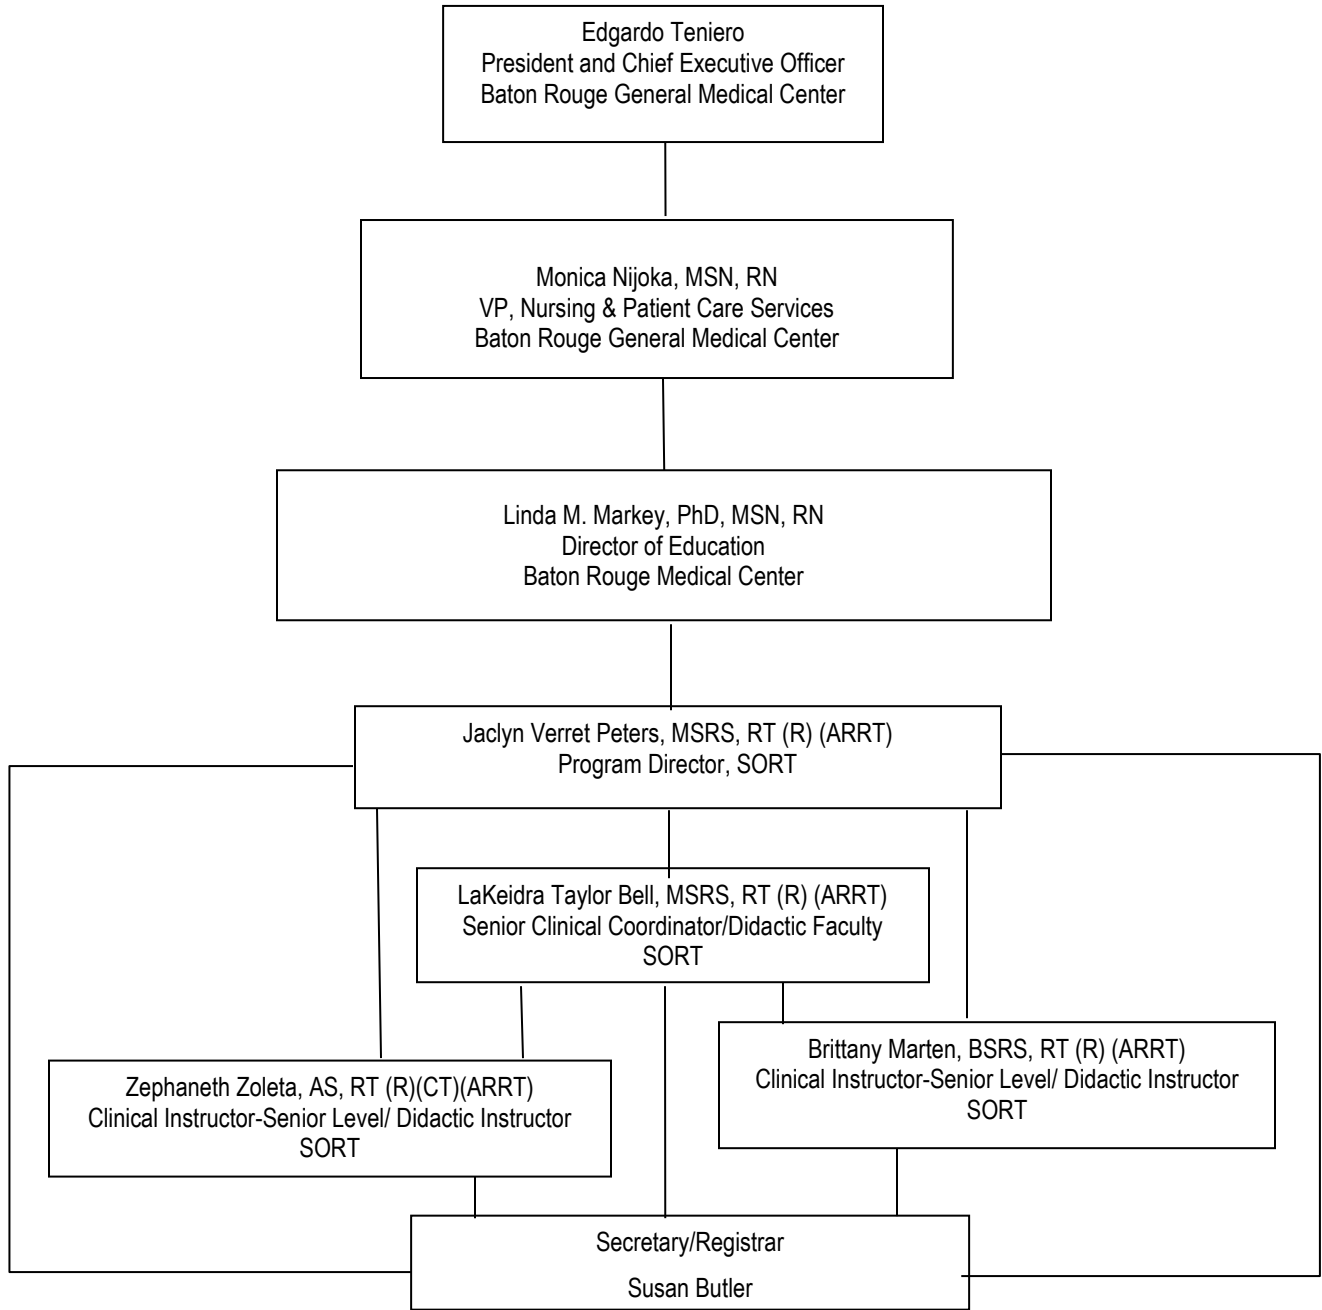 Edgardo Teniero
President and Chief Executive Officer
Baton Rouge General Medical Center
Monica Nijoka, MSN, RN
VP, Nursing & Patient Care Services
Baton Rouge General Medical Center
Linda M. Markey, PhD, MSN, RN
Director of Education
Baton Rouge Medical Center
Jaclyn Verret Peters, MSRS, RT (R) (ARRT)
Program Director, SORT
LaKeidra Taylor Bell, MSRS, RT (R) (ARRT)
Senior Clinical Coordinator/Didactic Faculty
SORT
Zephaneth Zoleta, AS, RT (R)(CT)(ARRT)
Clinical Instructor-Senior Level/ Didactic Instructor
SORT
Brittany Marten, BSRS, RT (R) (ARRT)
Clinical Instructor-Senior Level/ Didactic Instructor
SORT
Secretary/Registrar
Susan Butler